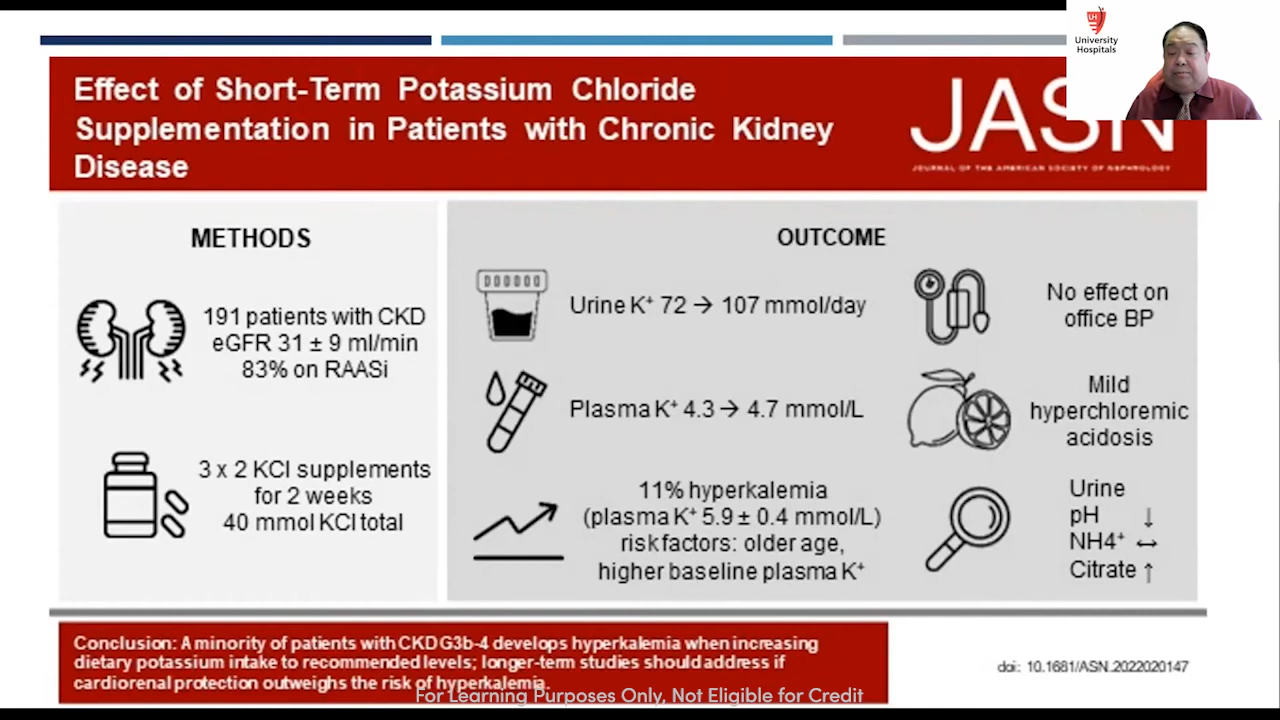 UH
University
Hospitals
Effect of Short-Term Potassium Chloride
Supplementation in Patients with Chronic Kidney
Disease
JASN
JOURNAL OF THE AMERICAN SOCIETY OF NEPHROLOGY
METHODS
191 patients with CKD
eGFR 31 ± 9 ml/min
83% on RAASi
3 x 2 KCl supplements
for 2 weeks
40 mmol KCl total
OUTCOME
Urine K⁺ 72 → 107 mmol/day
Plasma K⁺ 4.3 → 4.7 mmol/L
11% hyperkalemia
(plasma K⁺ 5.9 ± 0.4 mmol/L)
risk factors: older age,
higher baseline plasma K⁺
No effect on
office BP
Mild
hyperchloremic
acidosis
Urine
pH ↓
NH4⁺ ↔
Citrate ↑
Conclusion: A minority of patients with CKD G3b-4 develops hyperkalemia when increasing
dietary potassium intake to recommended levels; longer-term studies should address if
cardiorenal protection outweighs the risk of hyperkalemia.
doi: 10.1681/ASN.2022020147
For Learning Purposes Only, Not Eligible for Credit